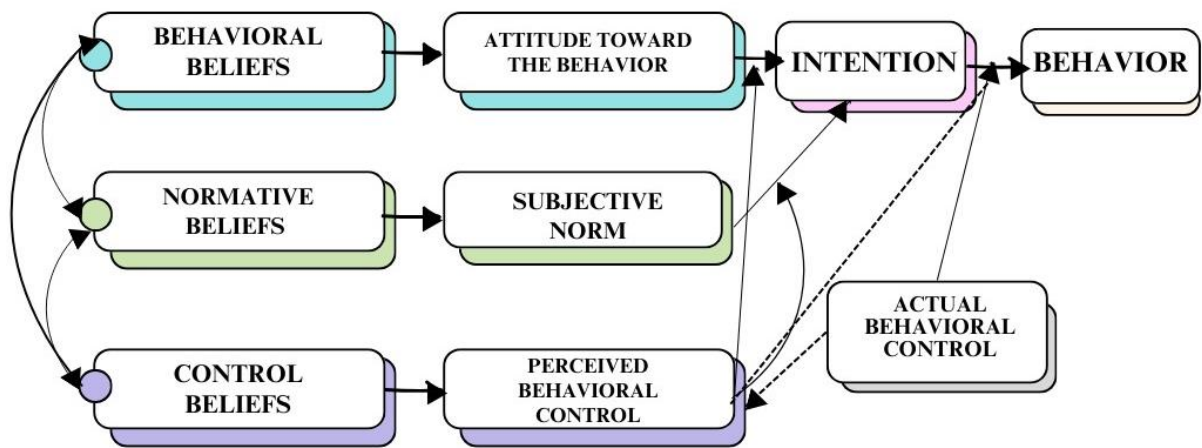 BEHAVIORAL
BELIEFS
ATTITUDE TOWARD
THE BEHAVIOR
INTENTION
BEHAVIOR
NORMATIVE
BELIEFS
SUBJECTIVE
NORM
CONTROL
BELIEFS
PERCEIVED
BEHAVIORAL
CONTROL
ACTUAL
BEHAVIORAL
CONTROL